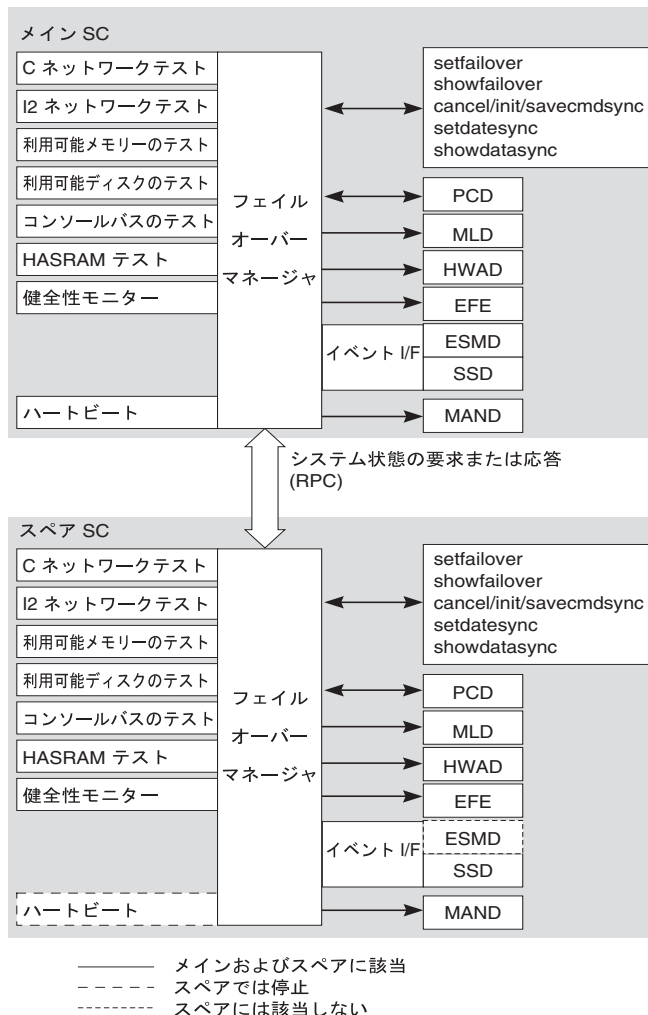 メイン SC
C ネットワークテスト
I2 ネットワークテスト
利用可能メモリーのテスト
利用可能ディスクのテスト
コンソールバスのテスト
HASRAM テスト
健全性モニター
ハートビート
フェイル
オーバー
マネージャ
setfailover
showfailover
cancel/init/savecmdsync
setdatesync
showdatasync
PCD
MLD
HWAD
EFE
イベント I/F
ESMD
SSD
MAND
システム状態の要求または応答
(RPC)
スペア SC
C ネットワークテスト
I2 ネットワークテスト
利用可能メモリーのテスト
利用可能ディスクのテスト
コンソールバスのテスト
HASRAM テスト
健全性モニター
ハートビート
フェイル
オーバー
マネージャ
setfailover
showfailover
cancel/init/savecmdsync
setdatesync
showdatasync
PCD
MLD
HWAD
EFE
イベント I/F
ESMD
SSD
MAND
メインおよびスペアに該当
スペアでは停止
スペアには該当しない